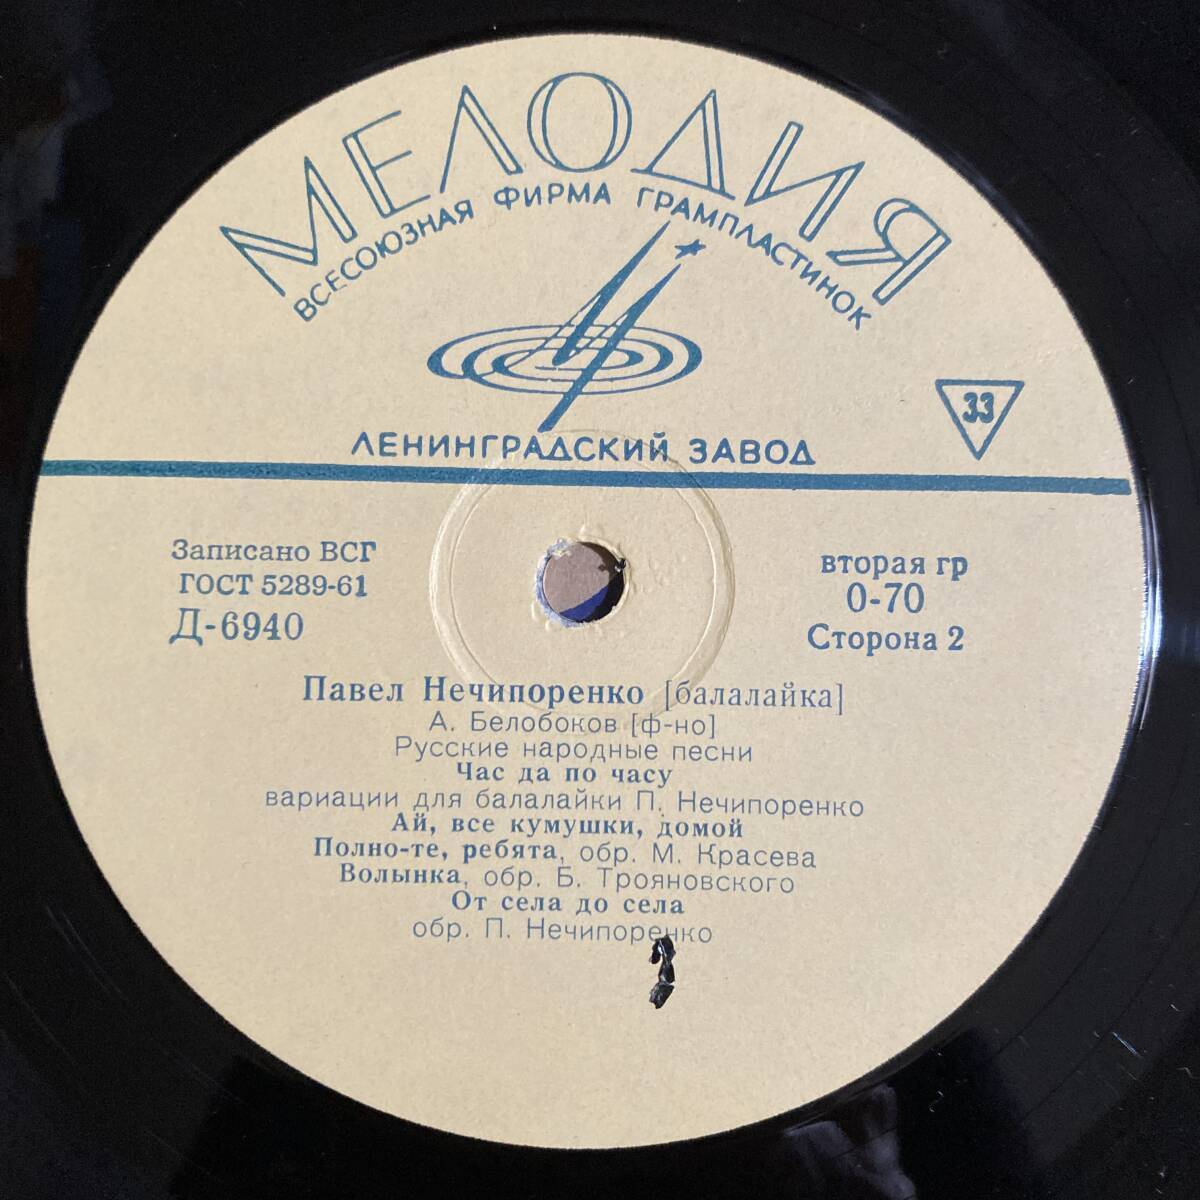 МЕЛОДИЯ
ВСЕСОЮЗНАЯ ФИРМА ГРАМПЛАСТИНОК
33
ЛЕНИНГРАДСКИЙ ЗАВОД
Записано ВСГ
ГОСТ 5289-61
Д-6940
вторая гр
0-70
Сторона 2
Павел Нечипоренко [балалайка]
А. Белобоков [ф-но]
Русские народные песни
Час да по часу
вариации для балалайки П. Нечипоренко
Ай, все кумушки, домой
Полно-те, ребята, обр. М. Красева
Волынка, обр. Б. Трояновского
От села до села
обр. П. Нечипоренко